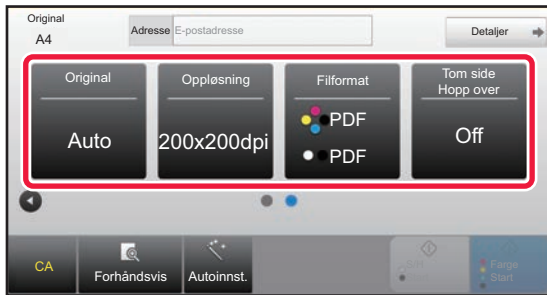 Original
A4
Adresse
E-postadresse
Detaljer
Original
Auto
Oppløsning
200x200dpi
Filformat
PDF
PDF
Tom side
Hopp over
Off
CA
Forhåndsvis
Autoinnst.
S/H
Start
Farge
Start